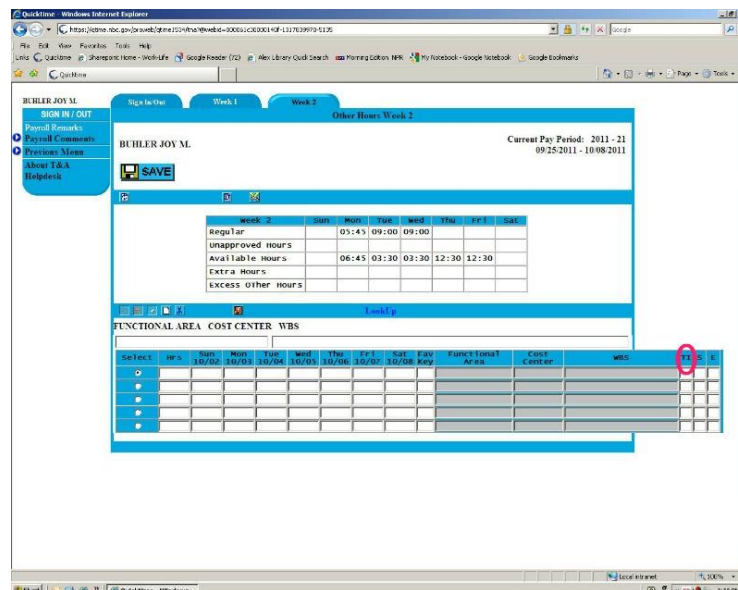 Quicktime - Windows Internet Explorer
Google
File Edit View Favorites Tools Help
Links Quicktime Sharepoint Home - Work-Life Google Reader (72) Alex Library Quick Search Morning Edition NPR My Notebook - Google Notebook Google Bookmarks
Quicktime
Page Tools
BUHLER JOY M.
SIGN IN / OUT
Payroll Remarks
Payroll Comments
Previous Menu
About T&A
Helpdesk
Sign In/Out Week 1 Week 2
Other Hours Week 2
BUHLER JOY M.
Current Pay Period: 2011 - 21
09/25/2011 - 10/08/2011
SAVE
Week 2 Sun Mon Tue Wed Thu Fri Sat
Regular 05:45 09:00 09:00
Unapproved Hours
Available Hours 06:45 03:30 03:30 12:30 12:30
Extra Hours
Excess OTher Hours
LookUp
FUNCTIONAL AREA COST CENTER WBS
Select Hrs Sun 10/02 Mon 10/03 Tue 10/04 Wed 10/05 Thu 10/06 Fri 10/07 Sat 10/08 Fav Key Functional Area Cost Center WBS TI S E
Local intranet 100%